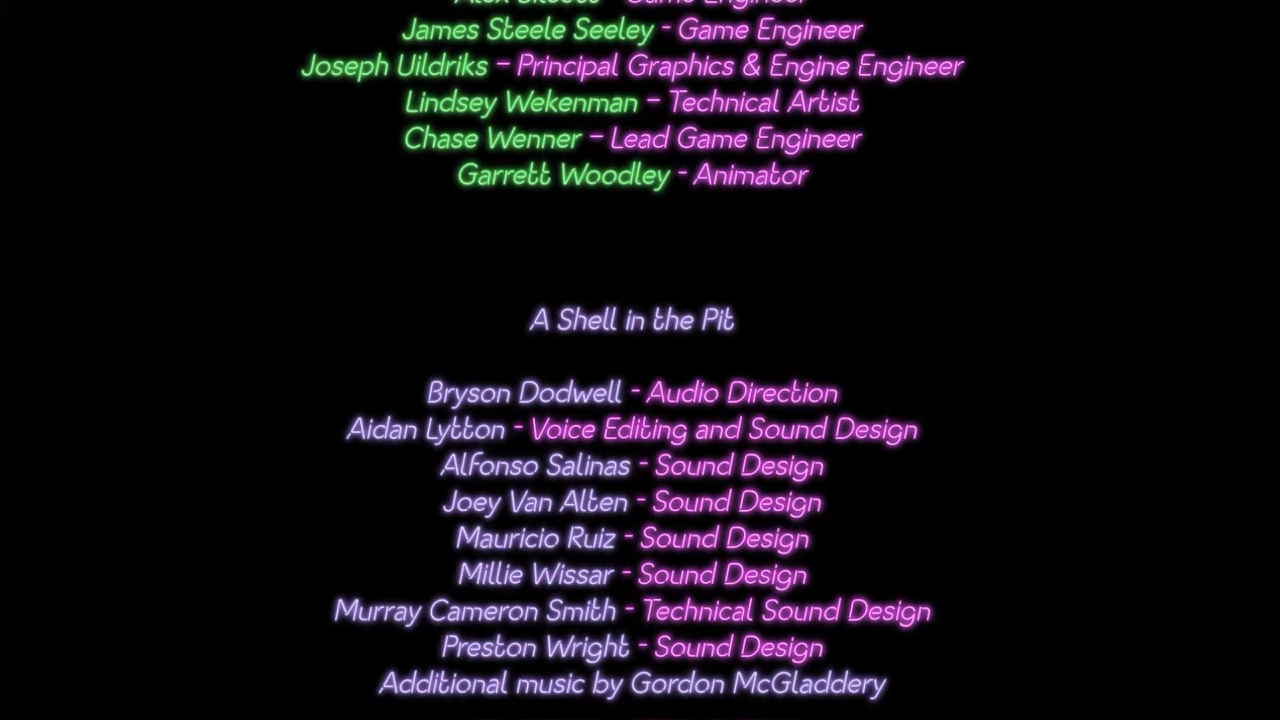 Game Engineer
James Steele Seeley - Game Engineer
Joseph Uildriks – Principal Graphics & Engine Engineer
Lindsey Wekenman – Technical Artist
Chase Wenner – Lead Game Engineer
Garrett Woodley - Animator
A Shell in the Pit
Bryson Dodwell - Audio Direction
Aidan Lytton - Voice Editing and Sound Design
Alfonso Salinas - Sound Design
Joey Van Alten - Sound Design
Mauricio Ruiz - Sound Design
Millie Wissar - Sound Design
Murray Cameron Smith - Technical Sound Design
Preston Wright - Sound Design
Additional music by Gordon McGladdery